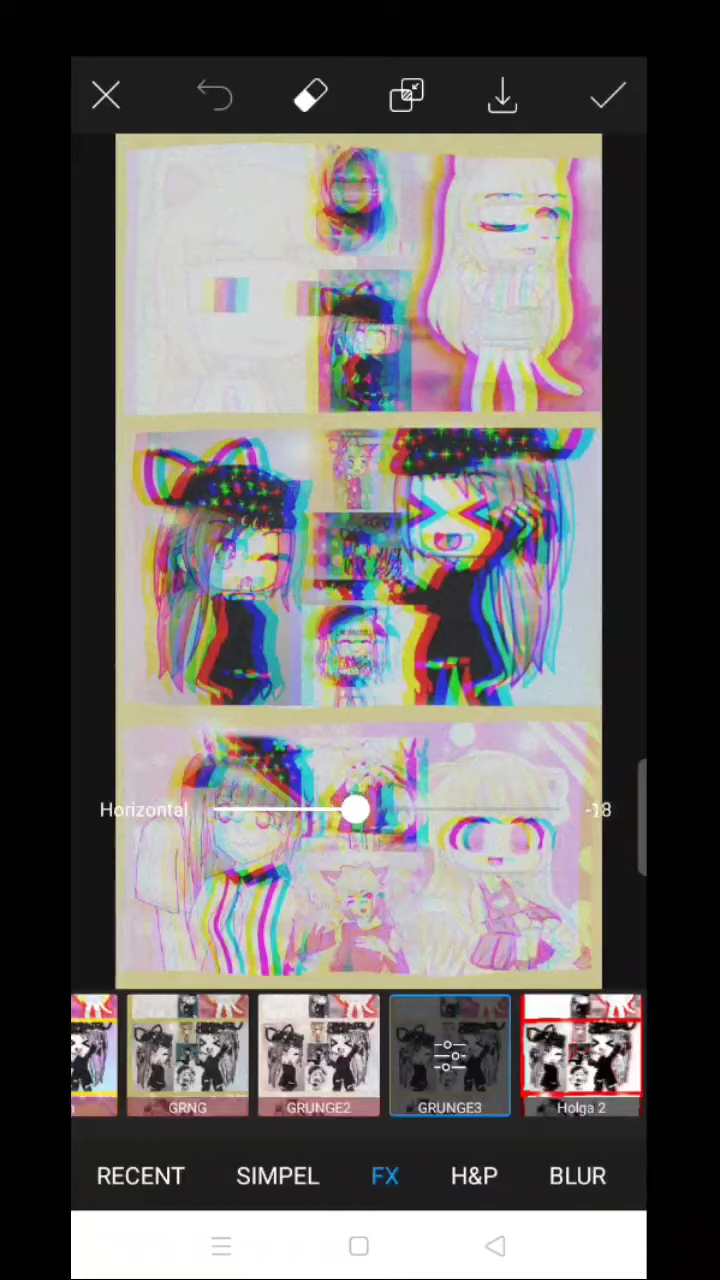 Horizontal -18
GRNG GRUNGE2 GRUNGE3 Holga 2
RECENT SIMPEL FX H&P BLUR